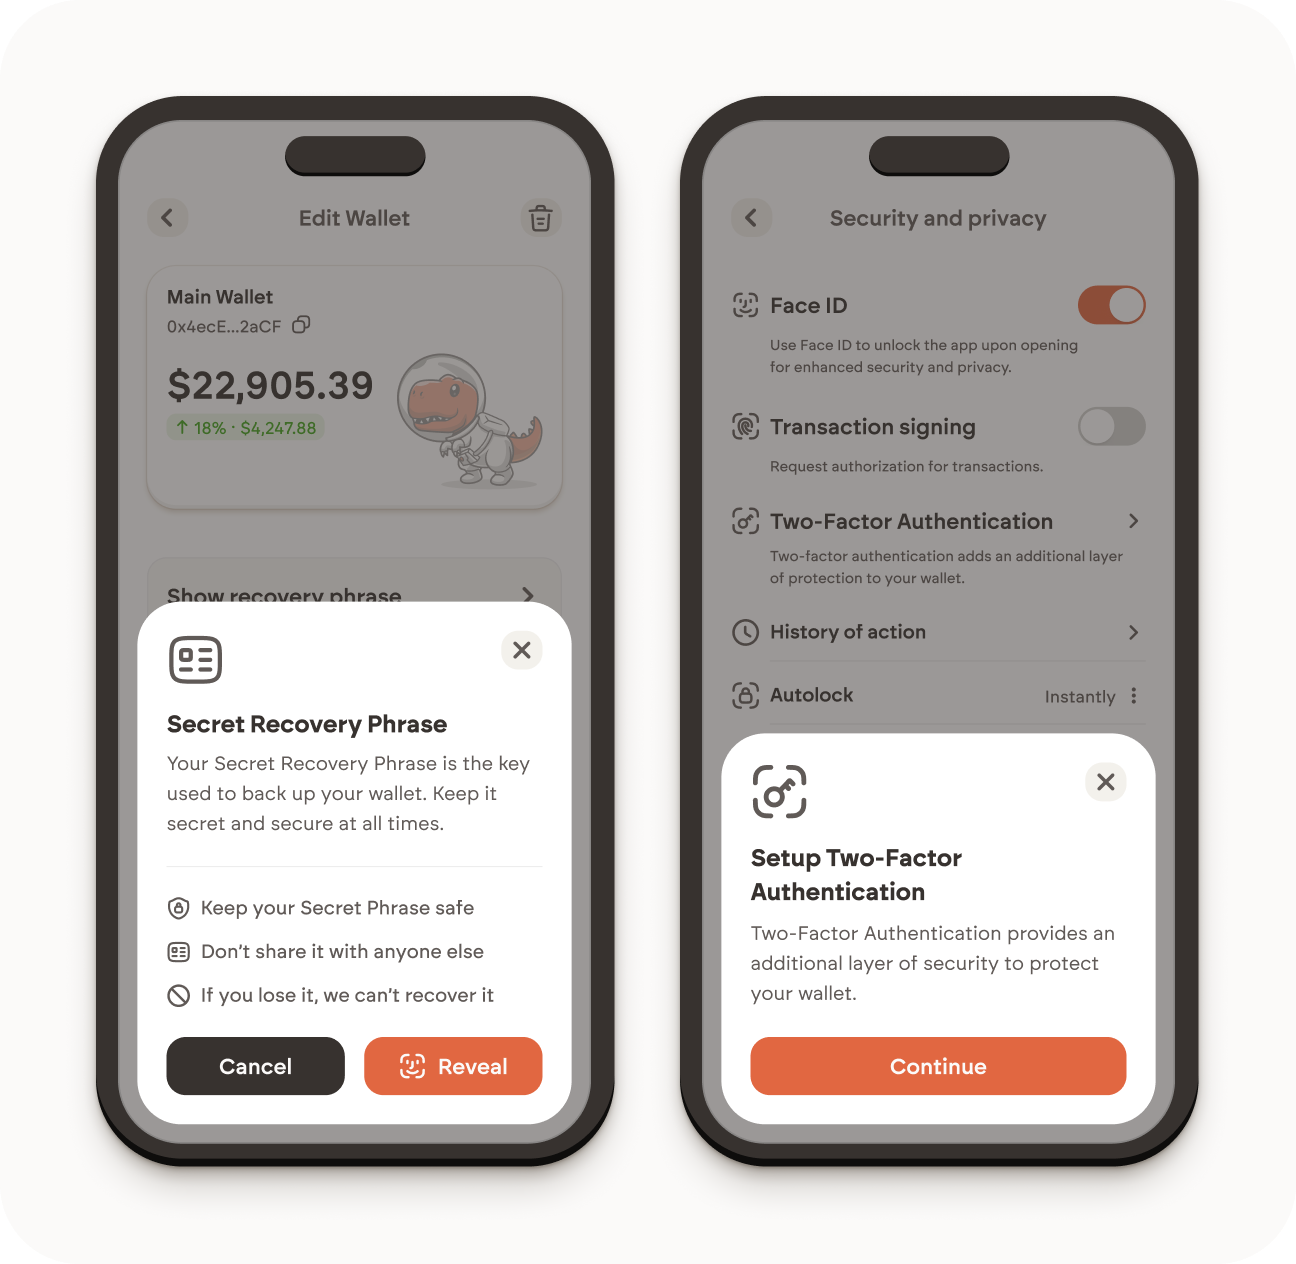 Edit Wallet
Main Wallet
0x4ecE...2aCF
$22,905.39
↑ 18% · $4,247.88
Show recovery phrase
Secret Recovery Phrase
Your Secret Recovery Phrase is the key
used to back up your wallet. Keep it
secret and secure at all times.
Keep your Secret Phrase safe
Don't share it with anyone else
If you lose it, we can't recover it
Cancel
Reveal
Security and privacy
Face ID
Use Face ID to unlock the app upon opening
for enhanced security and privacy.
Transaction signing
Request authorization for transactions.
Two-Factor Authentication
Two-factor authentication adds an additional layer
of protection to your wallet.
History of action
Autolock
Instantly
Setup Two-Factor
Authentication
Two-Factor Authentication provides an
additional layer of security to protect
your wallet.
Continue